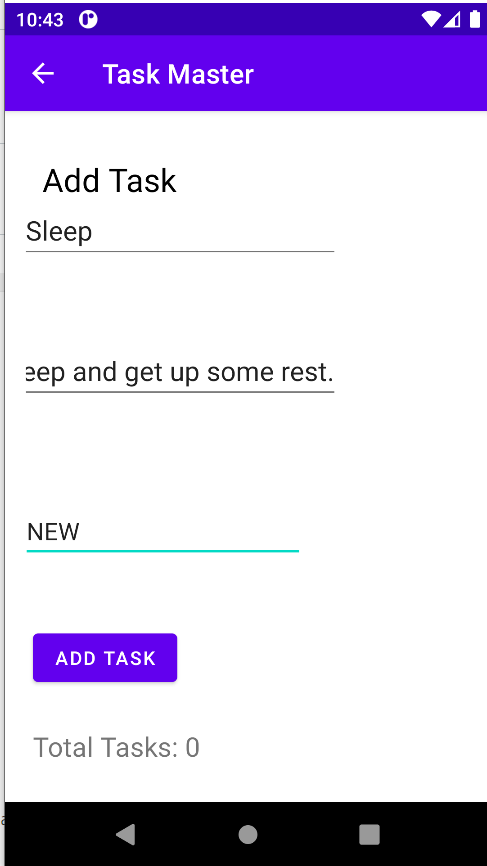 10:43
Task Master
Add Task
Sleep
eep and get up some rest.
NEW
ADD TASK
Total Tasks: 0